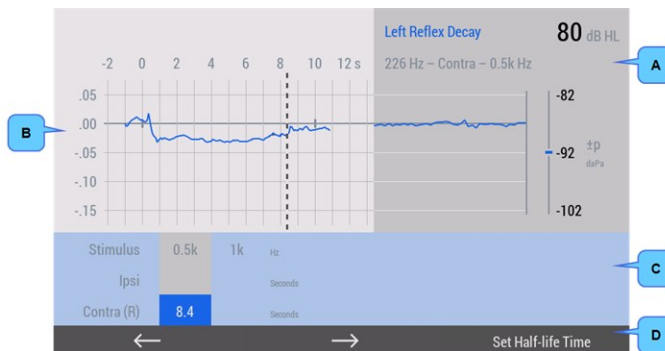 Left Reflex Decay 80 dB HL
-2 0 2 4 6 8 10 12 s 226 Hz – Contra – 0.5k Hz
A
.05 -82
B
.00
-.05 -92 ±p
daPa
-.10
-.15 -102
Stimulus 0.5k 1k Hz
C
Ipsi Seconds
Contra (R) 8.4 Seconds
← → Set Half-life Time D